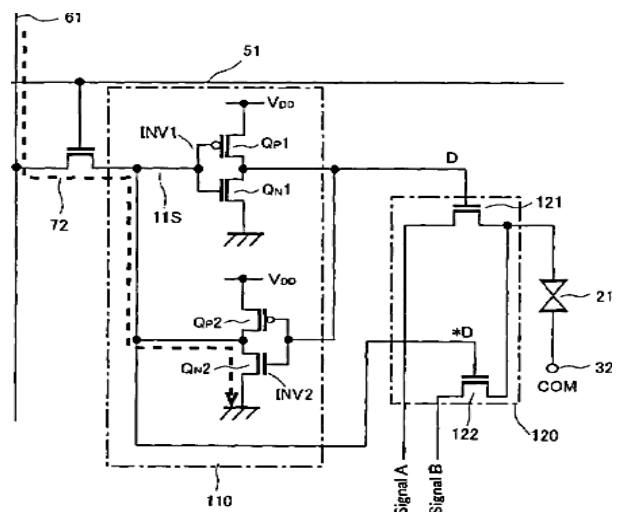 61
51
VDD
INV1
QP1
QN1
D
121
72
11S
VDD
QP2
21
*D
QN2
32
INV2
COM
122
120
110
Signal A
Signal B